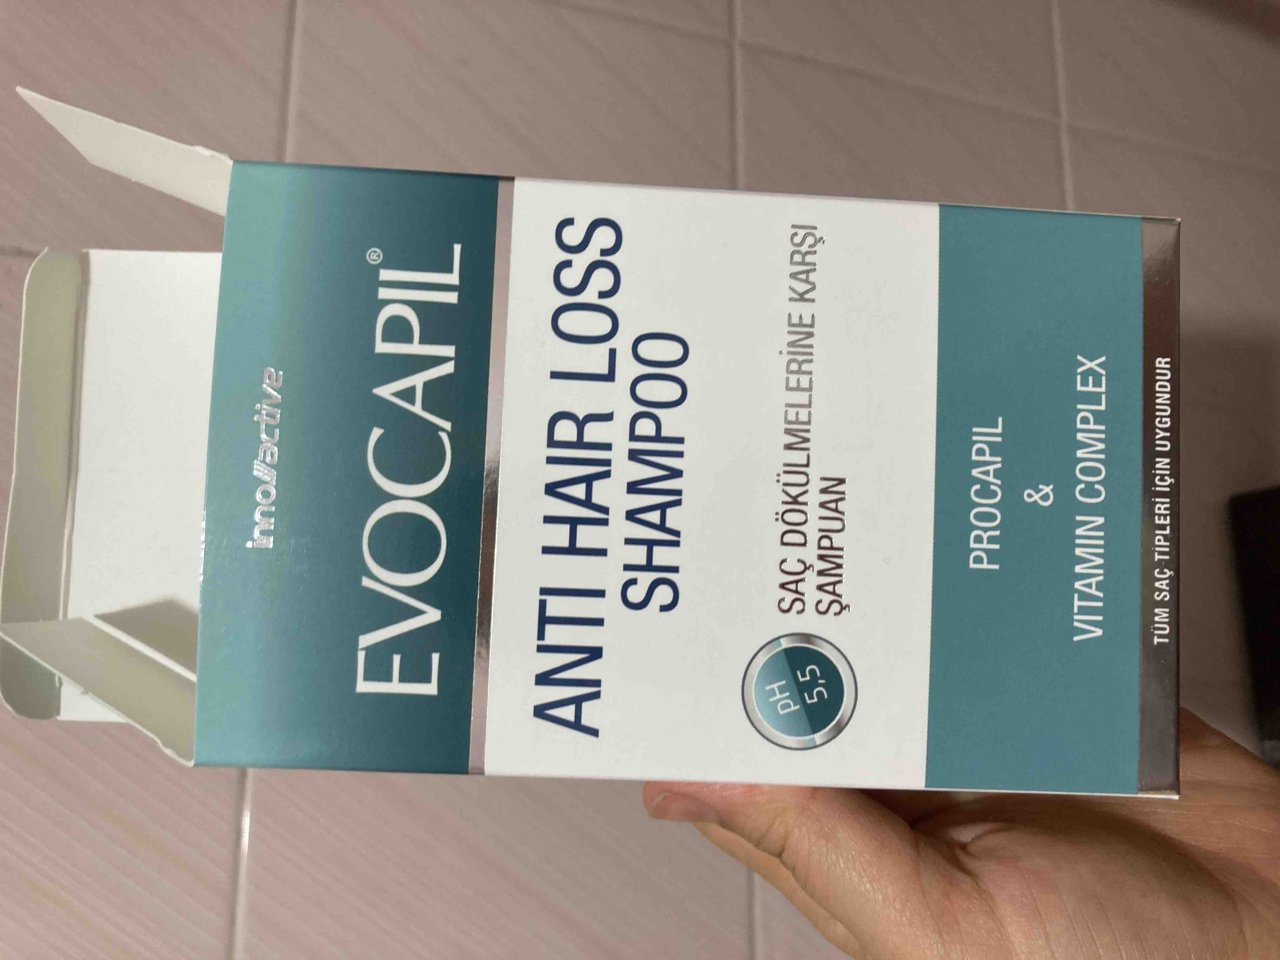 innollactive
EVOCAPIL®
ANTI HAIR LOSS
SHAMPOO
pH
5,5
SAÇ DÖKÜLMELERİNE KARŞI
ŞAMPUAN
PROCAPIL
&
VITAMIN COMPLEX
TÜM SAÇ TİPLERİ İÇİN UYGUNDUR